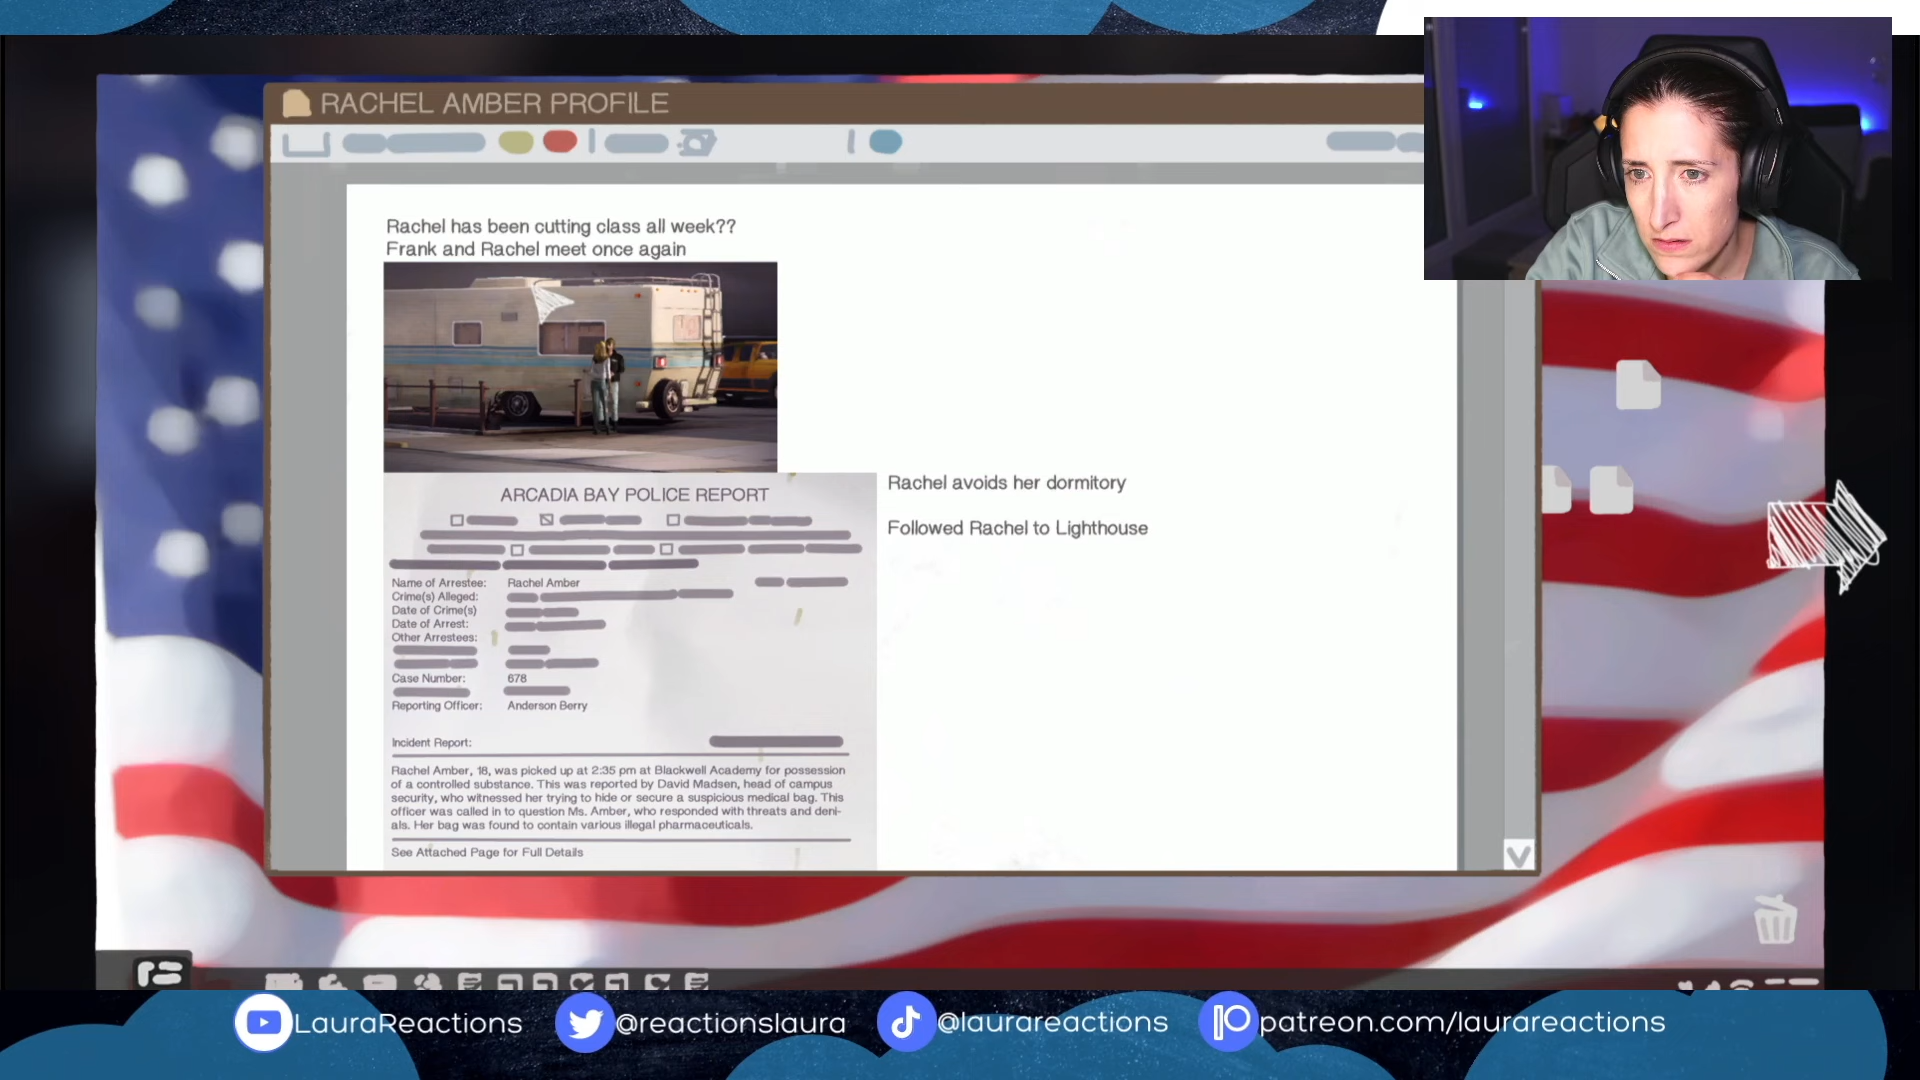 RACHEL AMBER PROFILE
Rachel has been cutting class all week??
Frank and Rachel meet once again
Rachel avoids her dormitory
Followed Rachel to Lighthouse
ARCADIA BAY POLICE REPORT
Name of Arrestee: Rachel Amber
Crime(s) Alleged:
Date of Crime(s)
Date of Arrest:
Other Arrestees:
Case Number: 678
Reporting Officer: Anderson Berry
Incident Report:
Rachel Amber, 18, was picked up at 2:35 pm at Blackwell Academy for possession
of a controlled substance. This was reported by David Madsen, head of campus
security, who witnessed her trying to hide or secure a suspicious medical bag. This
officer was called in to question Ms. Amber, who responded with threats and deni-
als. Her bag was found to contain various illegal pharmaceuticals.
See Attached Page for Full Details
LauraReactions
@reactionslaura
@laurareactions
patreon.com/laurareactions